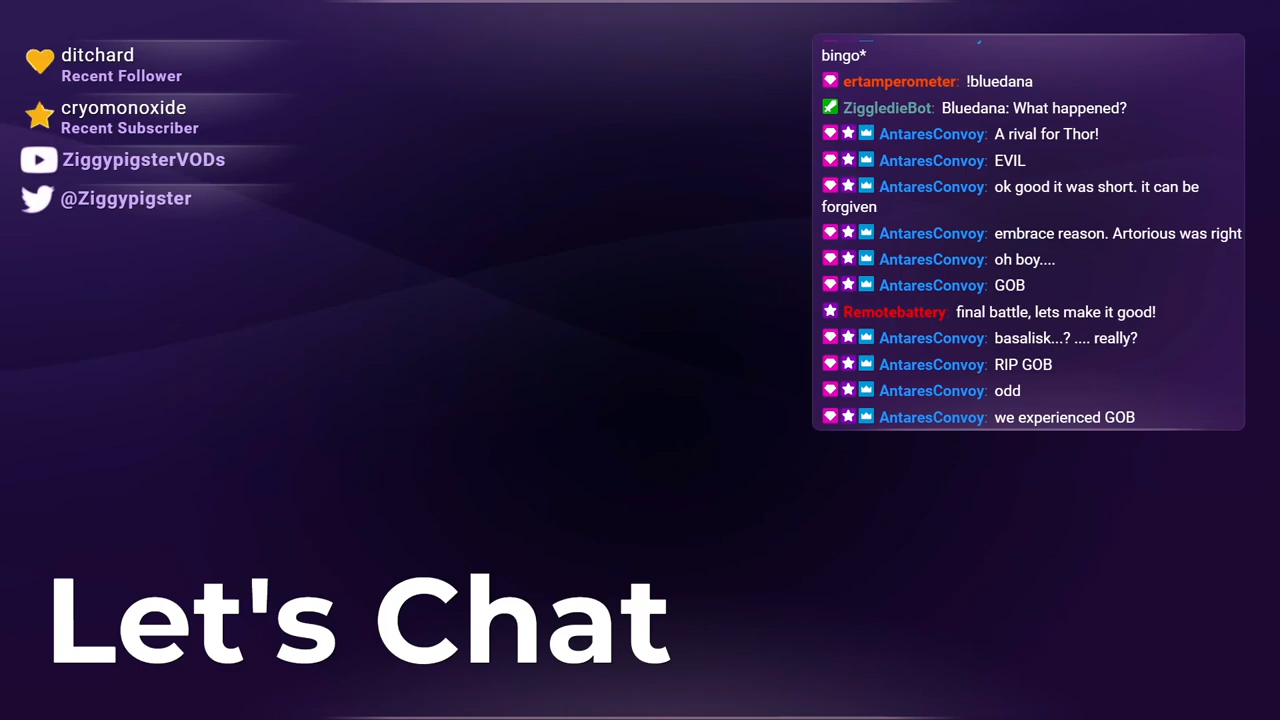 ditchard
Recent Follower
cryomonoxide
Recent Subscriber
ZiggypigsterVODs
@Ziggypigster
bingo*
ertamperometer: !bluedana
ZiggledieBot: Bluedana: What happened?
AntaresConvoy: A rival for Thor!
AntaresConvoy: EVIL
AntaresConvoy: ok good it was short. it can be
forgiven
AntaresConvoy: embrace reason. Artorious was right
AntaresConvoy: oh boy....
AntaresConvoy: GOB
Remotebattery: final battle, lets make it good!
AntaresConvoy: basalisk...? .... really?
AntaresConvoy: RIP GOB
AntaresConvoy: odd
AntaresConvoy: we experienced GOB
Let's Chat